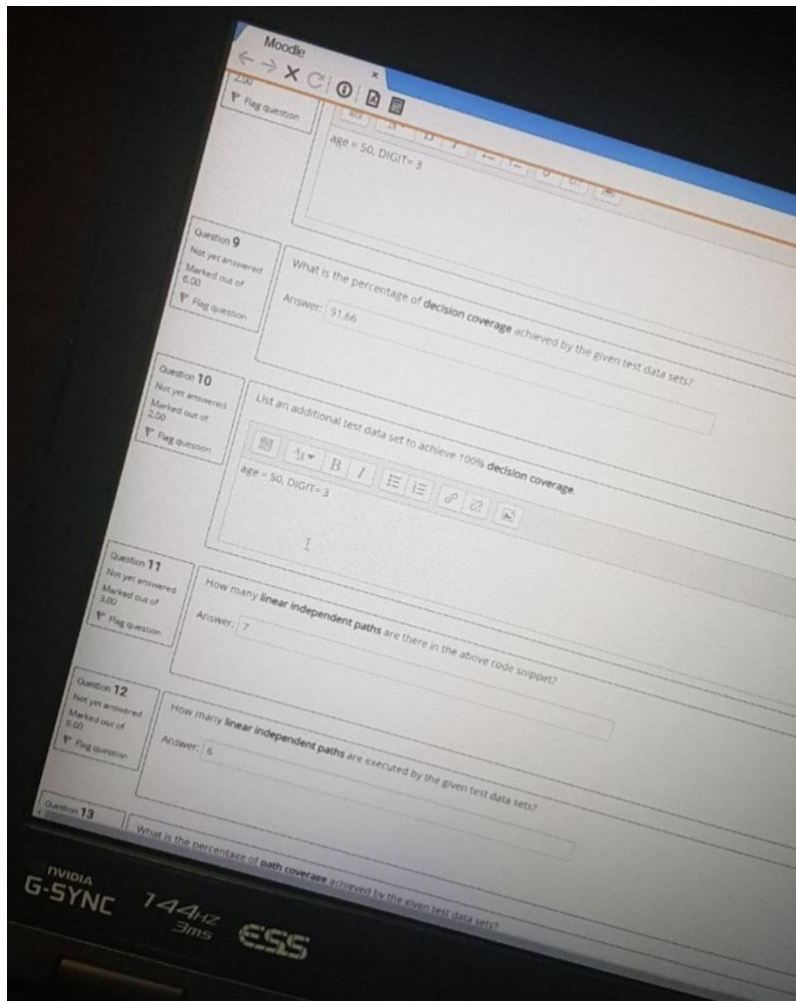 Moodle
2.00
Flag question
age = 50, DIGIT= 3
Question 9
Not yet answered
Marked out of
6.00
Flag question
What is the percentage of decision coverage achieved by the given test data sets?
Answer: 91.66
Question 10
Not yet answered
Marked out of
2.00
Flag question
List an additional test data set to achieve 100% decision coverage.
B I
age = 50, DIGIT= 3
Question 11
Not yet answered
Marked out of
3.00
Flag question
How many linear independent paths are there in the above code snippet?
Answer: 7
Question 12
Not yet answered
Marked out of
Flag question
How many linear independent paths are executed by the given test data sets?
Answer: 6
Question 13
What is the percentage of path coverage achieved by the given test data sets?
NVIDIA
G-SYNC
144HZ
3ms
ESS